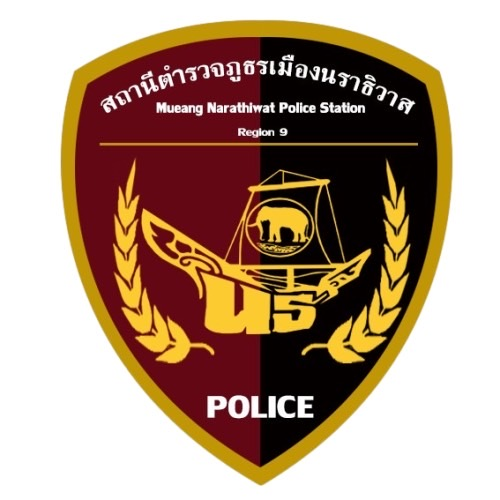 สถานีตำรวจภูธรเมืองนราธิวาส
Mueang Narathiwat Police Station
Region 9
นธ
POLICE